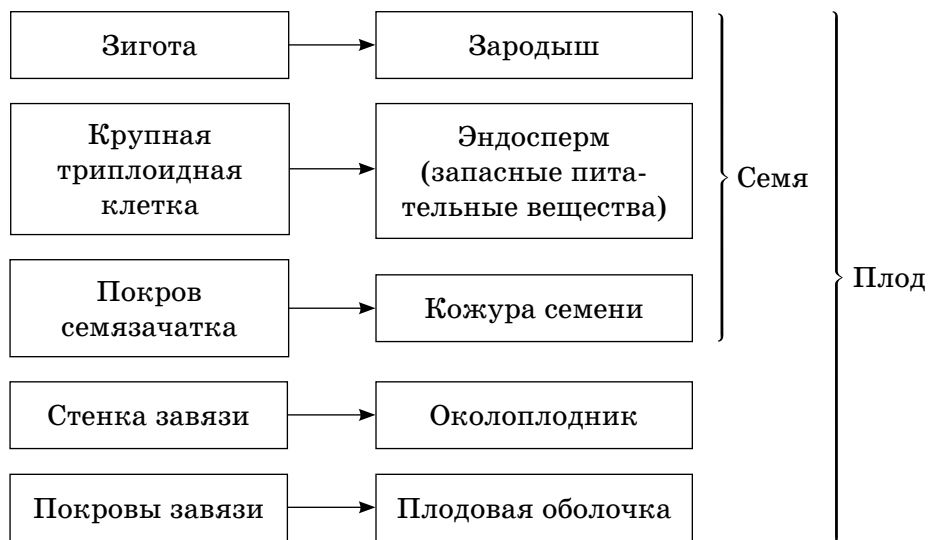 Зигота
Зародыш
Крупная
триплоидная
клетка
Эндосперм
(запасные пита-
тельные вещества)
Семя
Покров
семязачатка
Кожура семени
Плод
Стенка завязи
Околоплодник
Покровы завязи
Плодовая оболочка